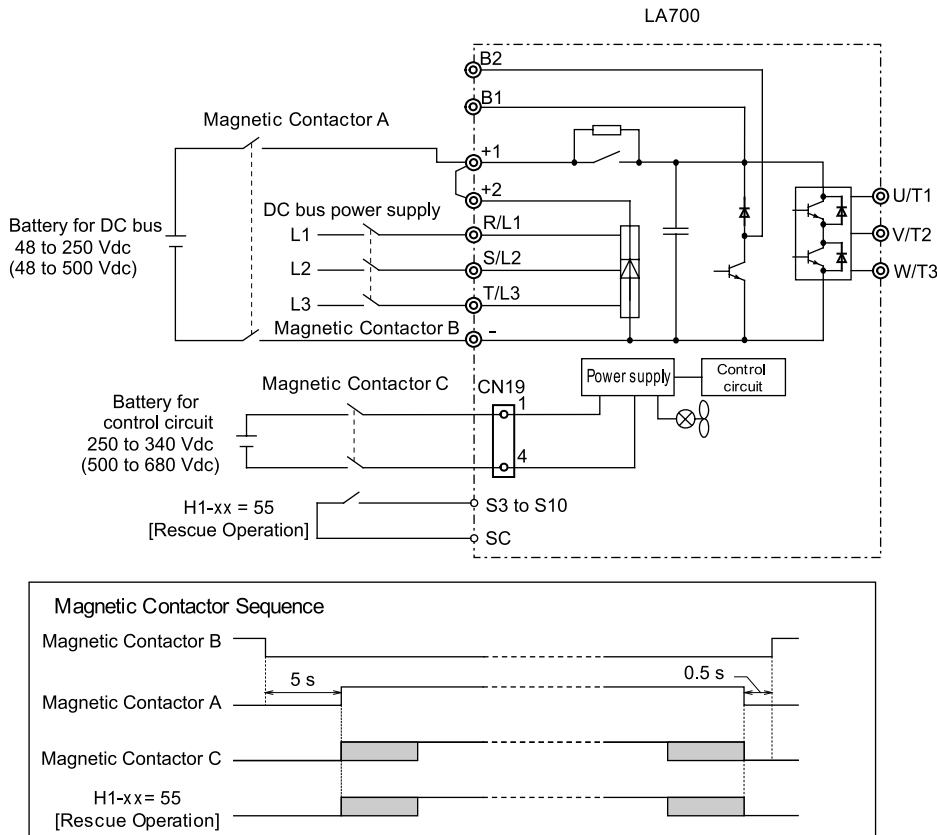 LA700
B2
B1
Magnetic Contactor A
+1
+2
Battery for DC bus
48 to 250 Vdc
(48 to 500 Vdc)
DC bus power supply
L1
R/L1
L2
S/L2
L3
T/L3
Magnetic Contactor B
-
U/T1
V/T2
W/T3
Magnetic Contactor C
CN19
Power supply
Control
circuit
Battery for
control circuit
250 to 340 Vdc
(500 to 680 Vdc)
1
4
H1-xx = 55
[Rescue Operation]
S3 to S10
SC
Magnetic Contactor Sequence
Magnetic Contactor B
5 s
0.5 s
Magnetic Contactor A
Magnetic Contactor C
H1-xx= 55
[Rescue Operation]